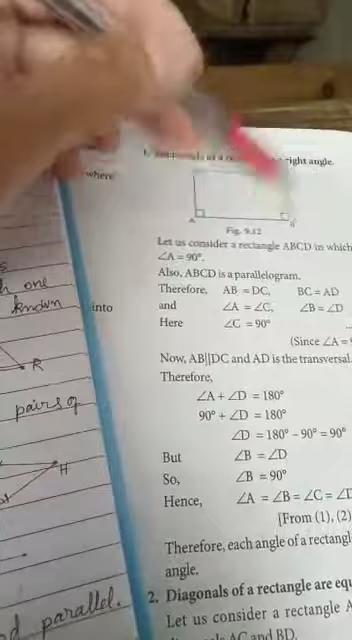 right angle.
where
A
B
Fig. 9.12
Let us consider a rectangle ABCD in which
∠A = 90°.
Also, ABCD is a parallelogram.
Therefore, AB = DC, BC = AD
and ∠A = ∠C, ∠B = ∠D
Here ∠C = 90°
(Since ∠A =
Now, AB||DC and AD is the transversal.
Therefore,
∠A + ∠D = 180°
90° + ∠D = 180°
∠D = 180° – 90° = 90°
But ∠B = ∠D
So, ∠B = 90°
Hence, ∠A = ∠B = ∠C = ∠D
[From (1), (2)
Therefore, each angle of a rectangl
angle.
2. Diagonals of a rectangle are equ
Let us consider a rectangle A
AC and BD.
one
known
into
R
pairs of
H
parallel.